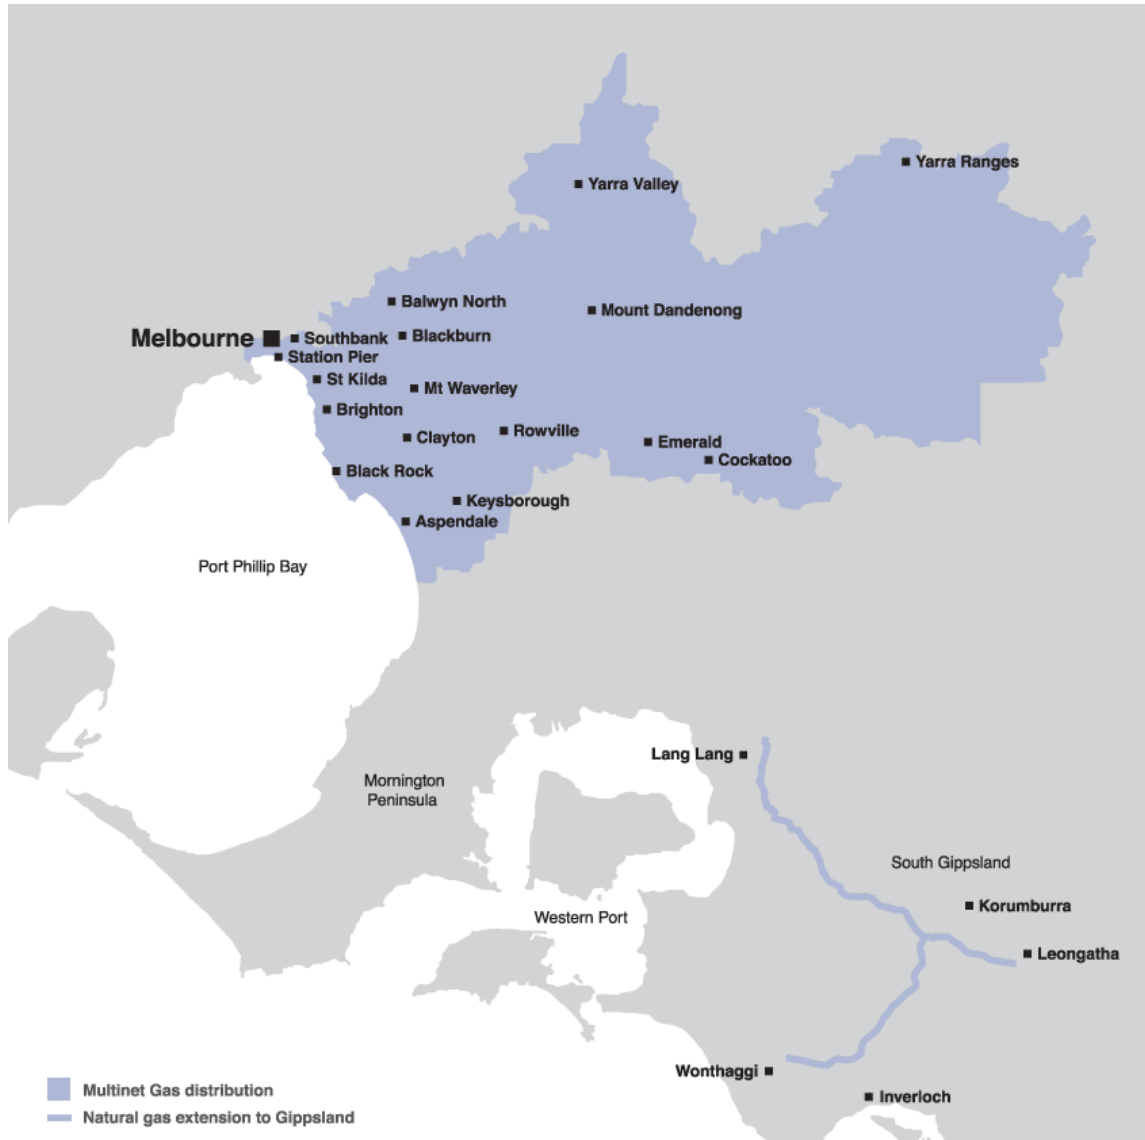 Yarra Ranges
Yarra Valley
Balwyn North
Mount Dandenong
Melbourne
Southbank
Blackburn
Station Pier
St Kilda
Mt Waverley
Brighton
Clayton
Rowville
Emerald
Cockatoo
Black Rock
Keysborough
Aspendale
Port Phillip Bay
Lang Lang
Mornington
Peninsula
South Gippsland
Korumburra
Western Port
Leongatha
Wonthaggi
Inverloch
Multinet Gas distribution
Natural gas extension to Gippsland